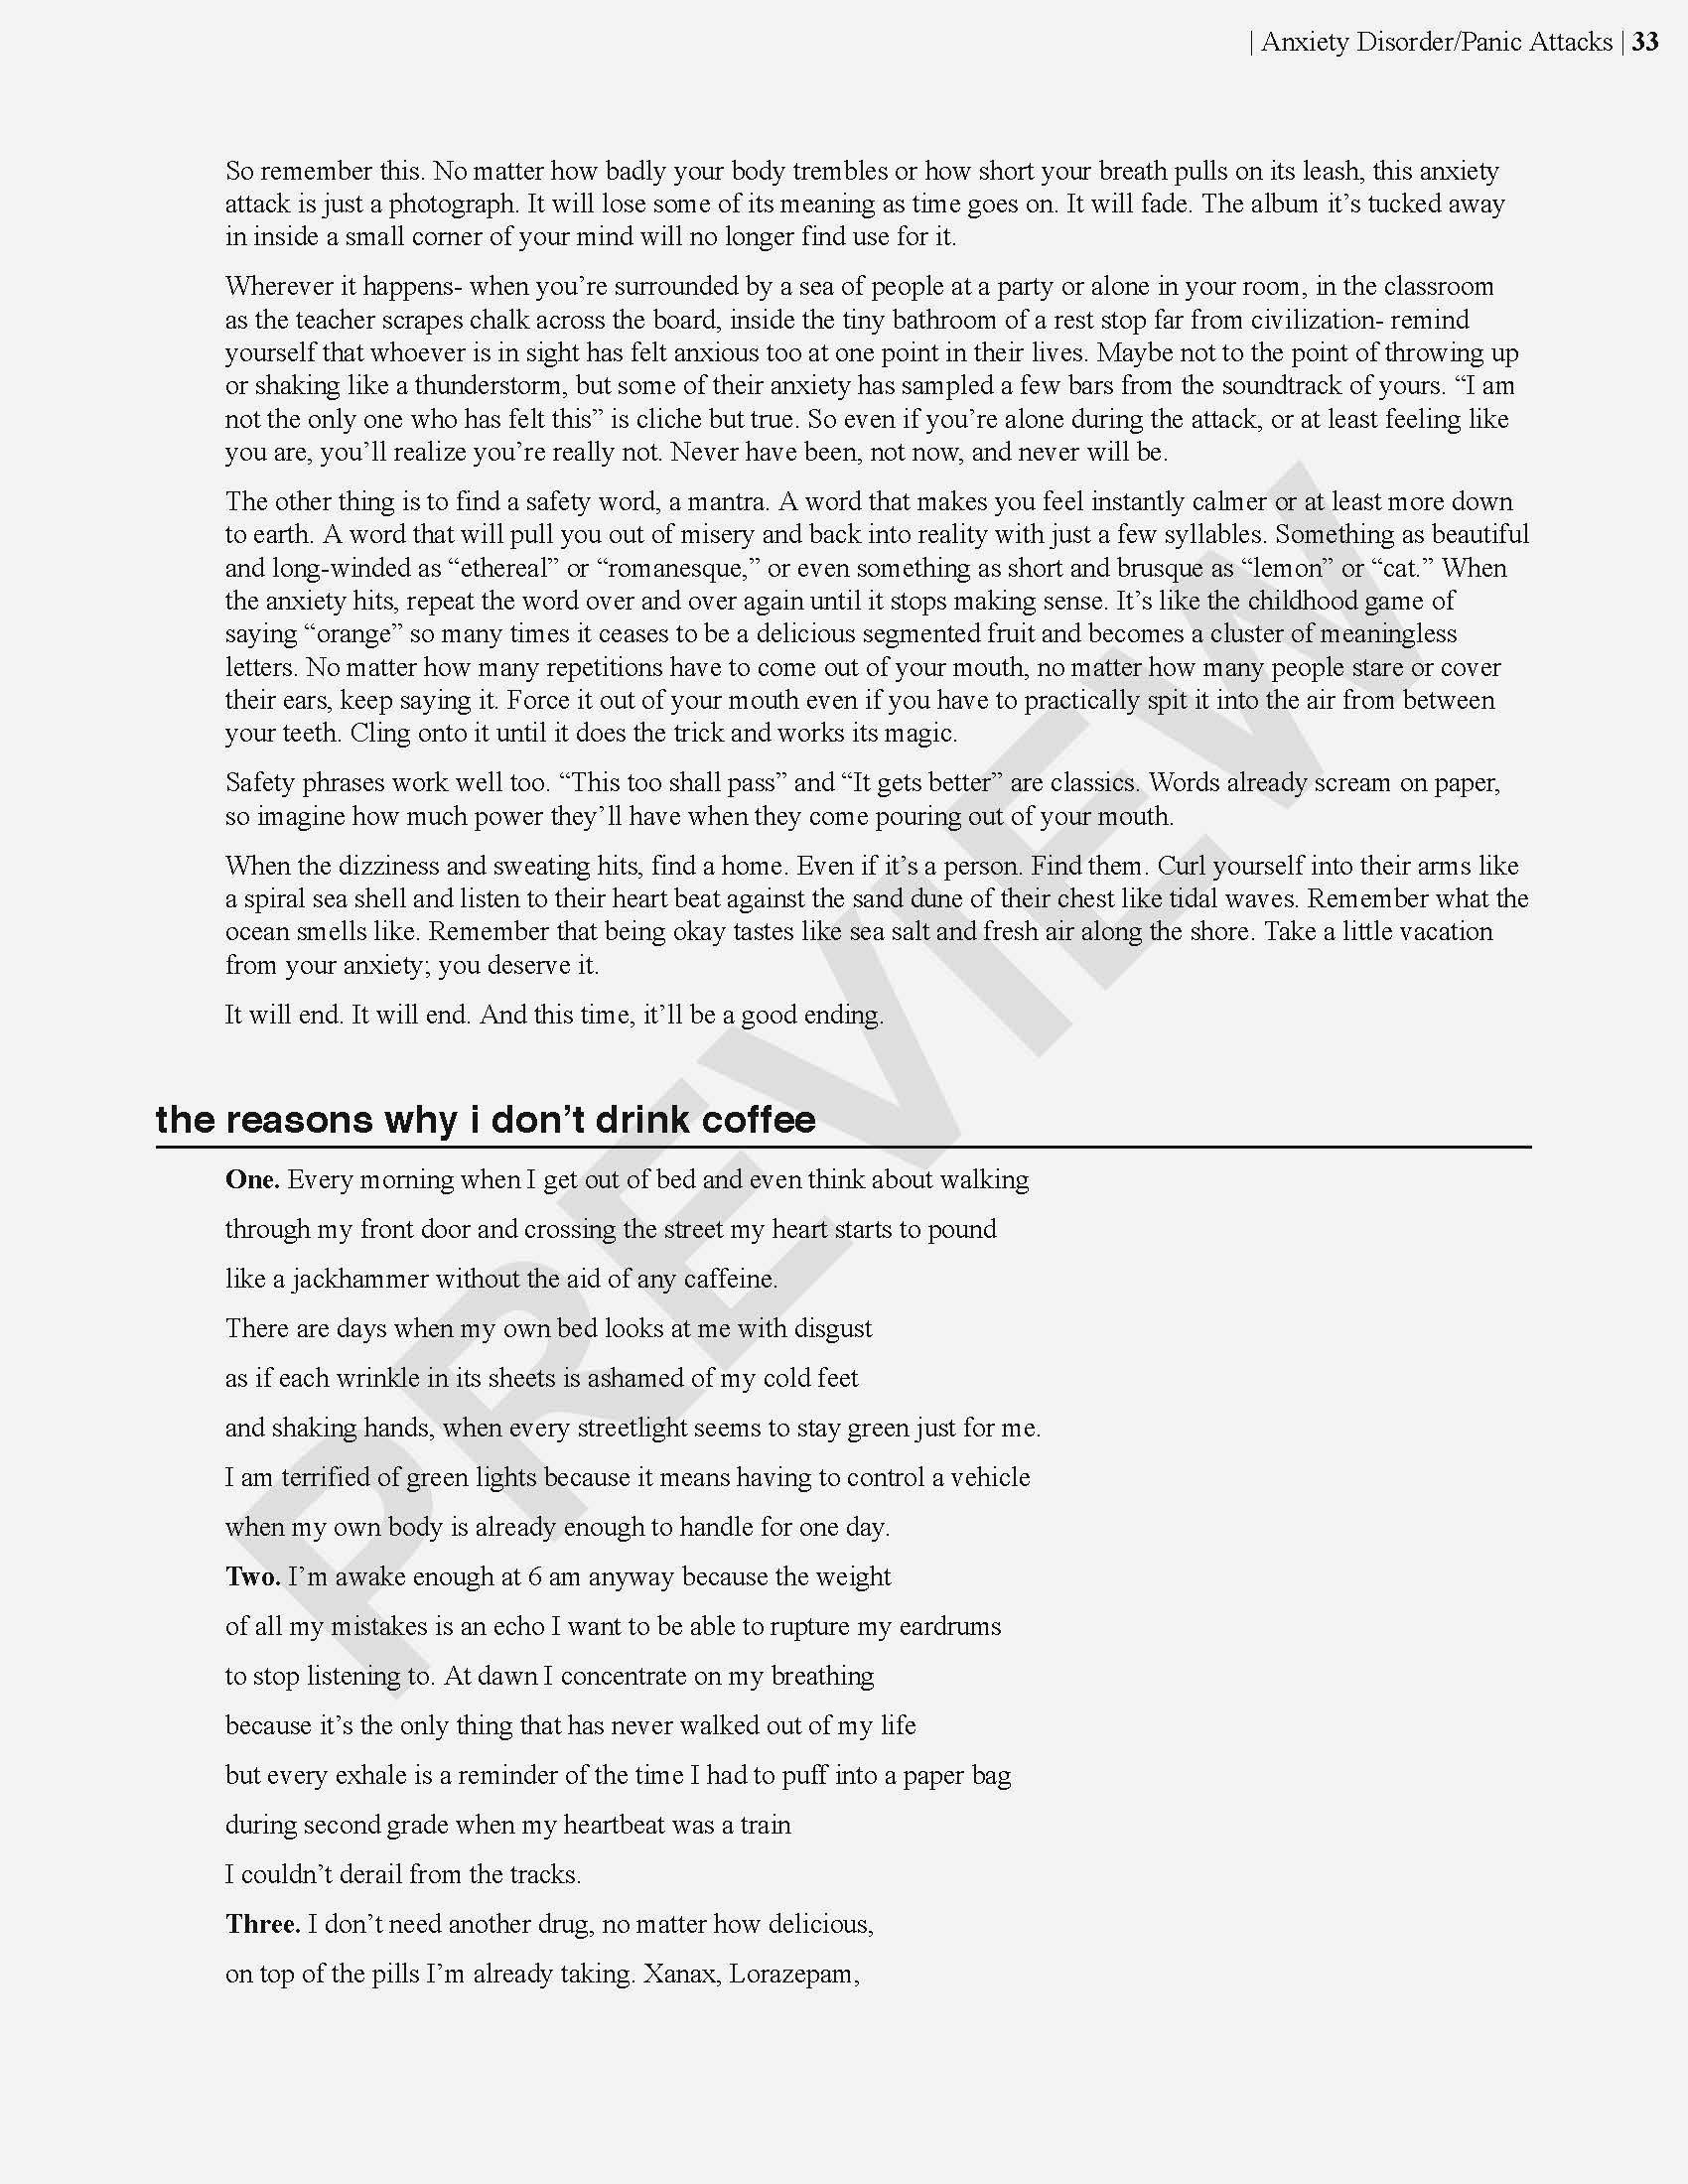 | Anxiety Disorder/Panic Attacks | 33
So remember this. No matter how badly your body trembles or how short your breath pulls on its leash, this anxiety
attack is just a photograph. It will lose some of its meaning as time goes on. It will fade. The album it’s tucked away
in inside a small corner of your mind will no longer find use for it.
Wherever it happens- when you’re surrounded by a sea of people at a party or alone in your room, in the classroom
as the teacher scrapes chalk across the board, inside the tiny bathroom of a rest stop far from civilization- remind
yourself that whoever is in sight has felt anxious too at one point in their lives. Maybe not to the point of throwing up
or shaking like a thunderstorm, but some of their anxiety has sampled a few bars from the soundtrack of yours. “I am
not the only one who has felt this” is cliche but true. So even if you’re alone during the attack, or at least feeling like
you are, you’ll realize you’re really not. Never have been, not now, and never will be.
The other thing is to find a safety word, a mantra. A word that makes you feel instantly calmer or at least more down
to earth. A word that will pull you out of misery and back into reality with just a few syllables. Something as beautiful
and long-winded as “ethereal” or “romanesque,” or even something as short and brusque as “lemon” or “cat.” When
the anxiety hits, repeat the word over and over again until it stops making sense. It’s like the childhood game of
saying “orange” so many times it ceases to be a delicious segmented fruit and becomes a cluster of meaningless
letters. No matter how many repetitions have to come out of your mouth, no matter how many people stare or cover
their ears, keep saying it. Force it out of your mouth even if you have to practically spit it into the air from between
your teeth. Cling onto it until it does the trick and works its magic.
Safety phrases work well too. “This too shall pass” and “It gets better” are classics. Words already scream on paper,
so imagine how much power they’ll have when they come pouring out of your mouth.
When the dizziness and sweating hits, find a home. Even if it’s a person. Find them. Curl yourself into their arms like
a spiral sea shell and listen to their heart beat against the sand dune of their chest like tidal waves. Remember what the
ocean smells like. Remember that being okay tastes like sea salt and fresh air along the shore. Take a little vacation
from your anxiety; you deserve it.
It will end. It will end. And this time, it’ll be a good ending.
the reasons why i don’t drink coffee
One. Every morning when I get out of bed and even think about walking
through my front door and crossing the street my heart starts to pound
like a jackhammer without the aid of any caffeine.
There are days when my own bed looks at me with disgust
as if each wrinkle in its sheets is ashamed of my cold feet
and shaking hands, when every streetlight seems to stay green just for me.
I am terrified of green lights because it means having to control a vehicle
when my own body is already enough to handle for one day.
Two. I’m awake enough at 6 am anyway because the weight
of all my mistakes is an echo I want to be able to rupture my eardrums
to stop listening to. At dawn I concentrate on my breathing
because it’s the only thing that has never walked out of my life
but every exhale is a reminder of the time I had to puff into a paper bag
during second grade when my heartbeat was a train
I couldn’t derail from the tracks.
Three. I don’t need another drug, no matter how delicious,
on top of the pills I’m already taking. Xanax, Lorazepam,
PREVIEW